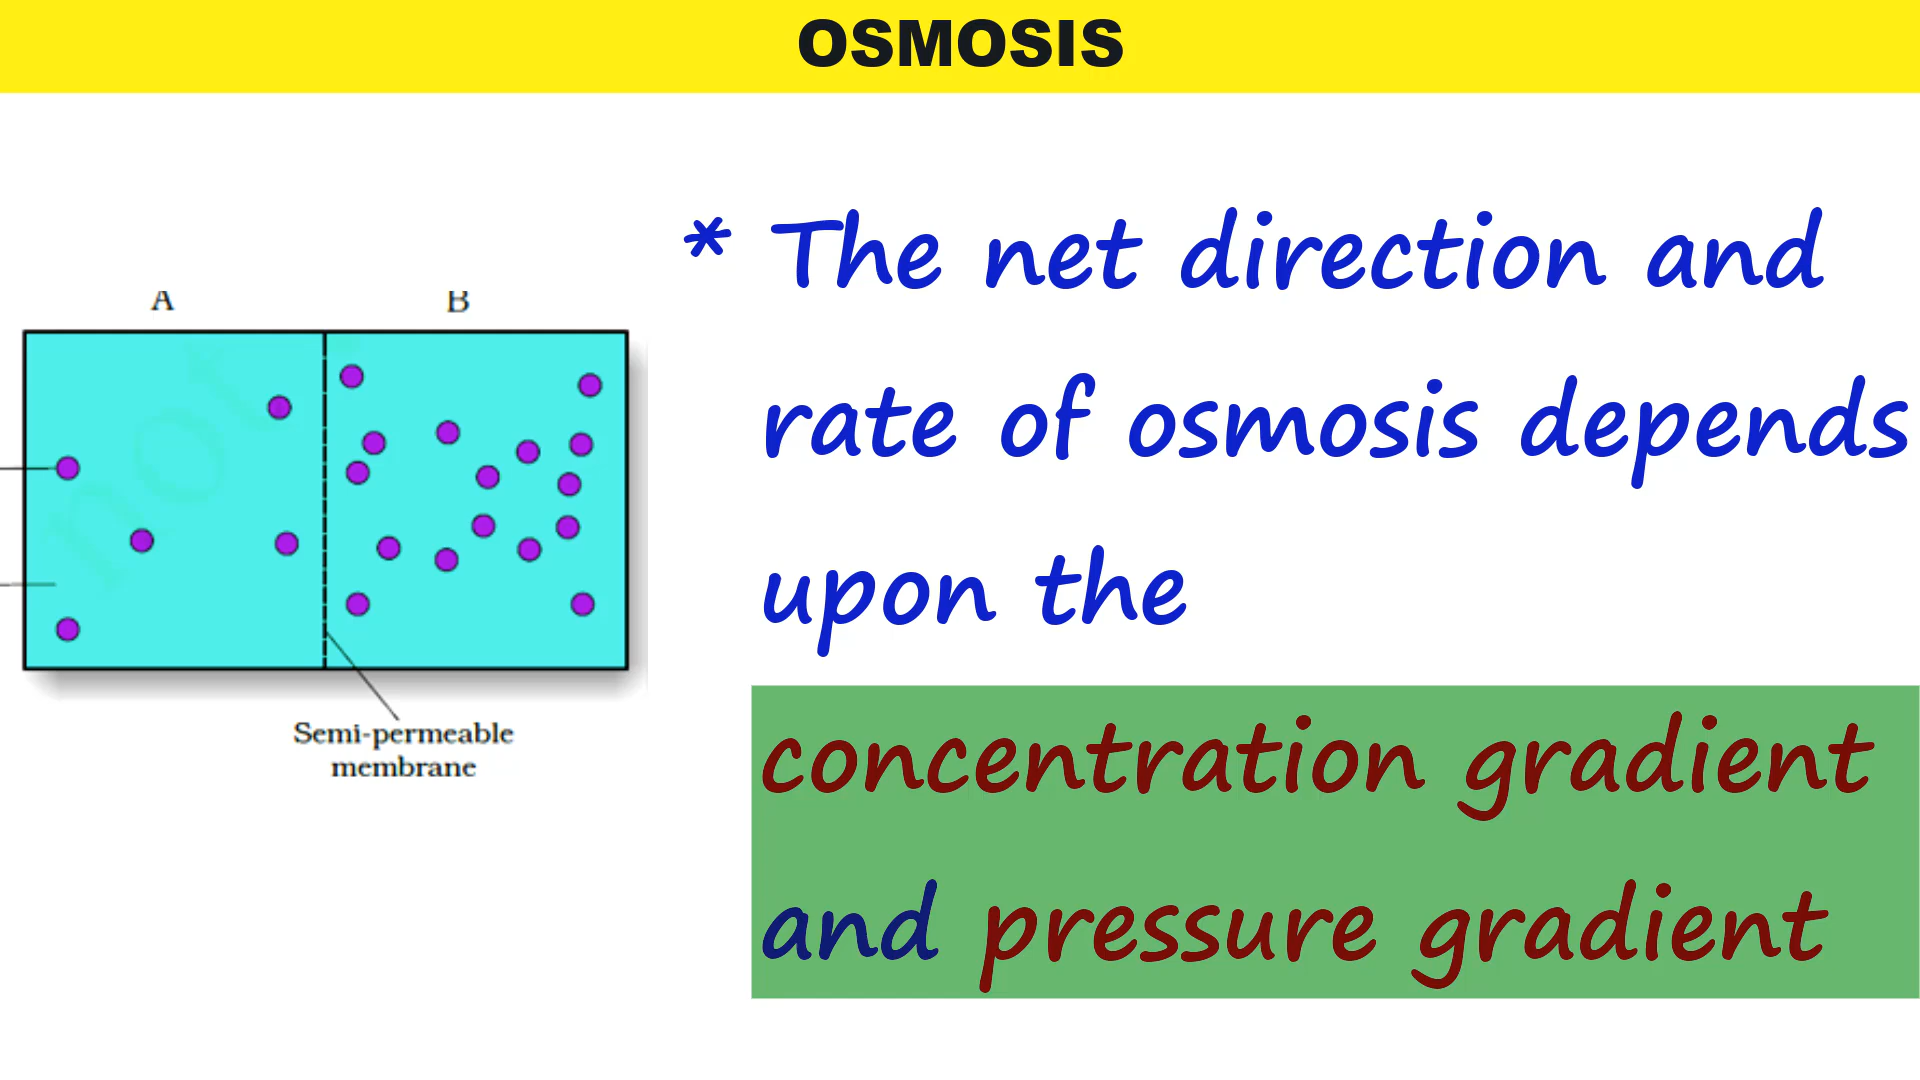 OSMOSIS
A B
Semi-permeable
membrane
* The net direction and
rate of osmosis depends
upon the
concentration gradient
and pressure gradient